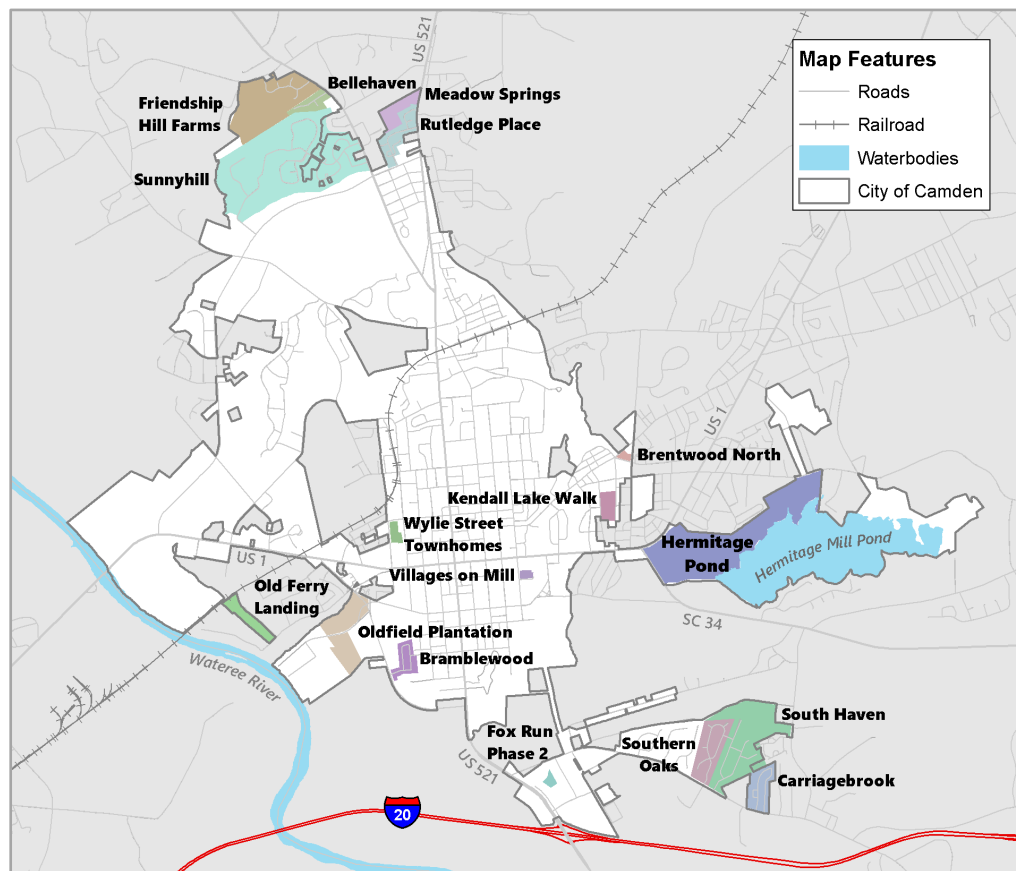 US 521
Map Features
Roads
Railroad
Waterbodies
City of Camden
Bellehaven
Meadow Springs
Friendship
Hill Farms
Rutledge Place
Sunnyhill
US 1
Brentwood North
Kendall Lake Walk
Wylie Street
Townhomes
Hermitage
Pond
Hermitage Mill Pond
US 1
Villages on Mill
Old Ferry
Landing
SC 34
Oldfield Plantation
Bramblewood
Wateree River
South Haven
Fox Run
Phase 2
Southern
Oaks
US 521
Carriagebrook
20